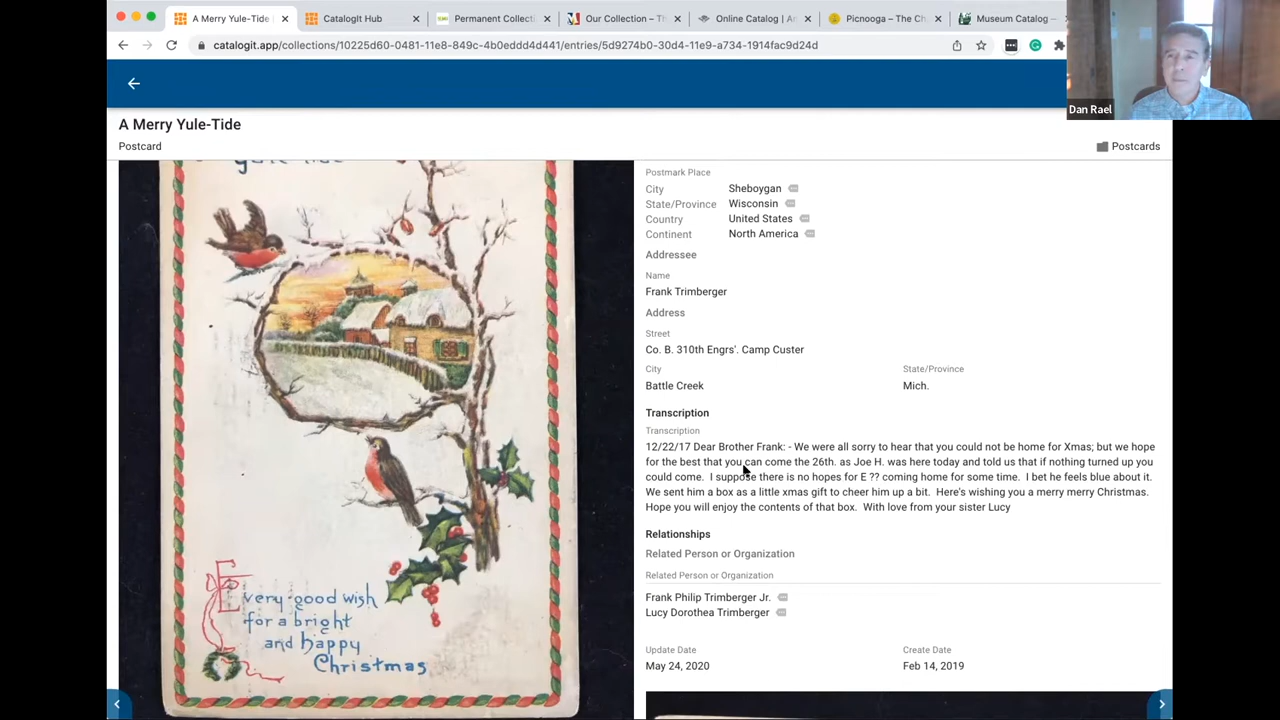 A Merry Yule-Tide
CatalogIt Hub
Permanent Collecti
Our Collection – Th
Online Catalog | Ar
Picnooga – The Ch
Museum Catalog –
catalogit.app/collections/10225d60-0481-11e8-849c-4b0eddd4d441/entries/5d9274b0-30d4-11e9-a734-1914fac9d24d
Dan Rael
A Merry Yule-Tide
Postcard
Postcards
Yule Tide
Every good wish
for a bright
and happy
Christmas
Postmark Place
City Sheboygan
State/Province Wisconsin
Country United States
Continent North America
Addressee
Name
Frank Trimberger
Address
Street
Co. B. 310th Engrs'. Camp Custer
City State/Province
Battle Creek Mich.
Transcription
Transcription
12/22/17 Dear Brother Frank: - We were all sorry to hear that you could not be home for Xmas; but we hope
for the best that you can come the 26th. as Joe H. was here today and told us that if nothing turned up you
could come. I suppose there is no hopes for E ?? coming home for some time. I bet he feels blue about it.
We sent him a box as a little xmas gift to cheer him up a bit. Here's wishing you a merry merry Christmas.
Hope you will enjoy the contents of that box. With love from your sister Lucy
Relationships
Related Person or Organization
Related Person or Organization
Frank Philip Trimberger Jr.
Lucy Dorothea Trimberger
Update Date Create Date
May 24, 2020 Feb 14, 2019